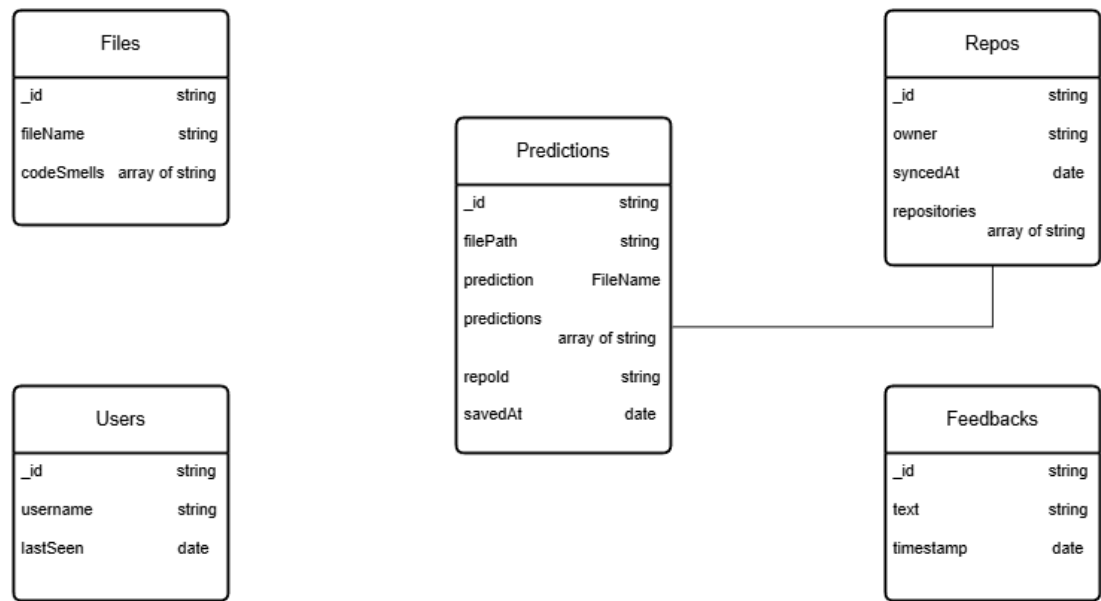 Files
_id string
fileName string
codeSmells array of string
Predictions
_id string
filePath string
prediction FileName
predictions
array of string
repoId string
savedAt date
Repos
_id string
owner string
syncedAt date
repositories
array of string
Users
_id string
username string
lastSeen date
Feedbacks
_id string
text string
timestamp date